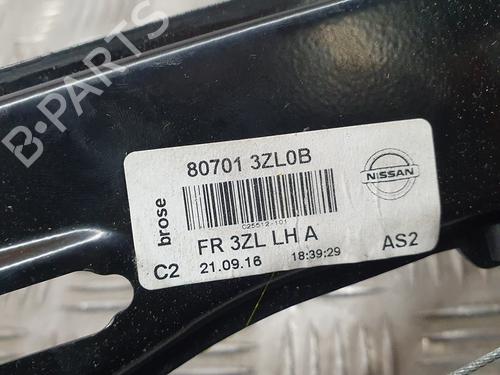 B-PARTS
brose
80701 3ZL0B
NISSAN
C25512-101
FR 3ZL LH A
C2
21.09.16
18:39:29
AS2